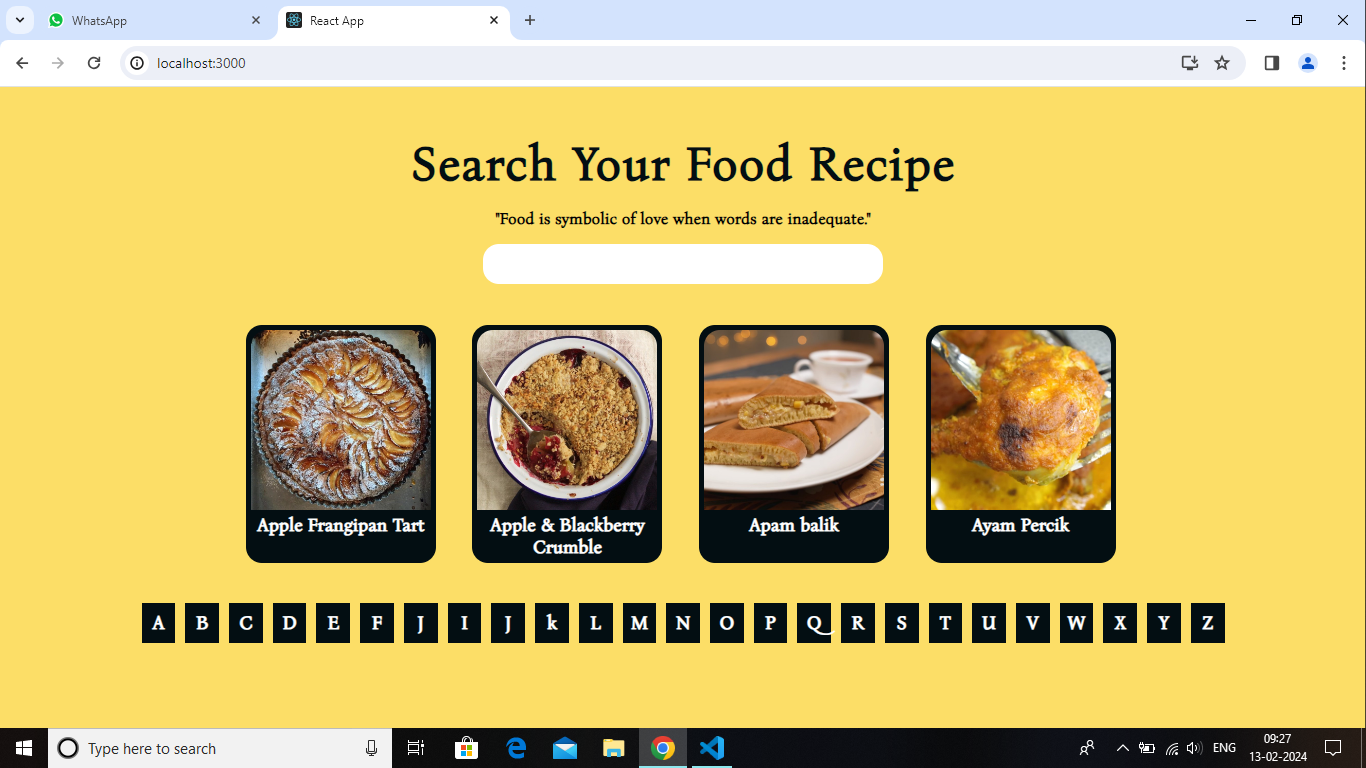 WhatsApp
React App
localhost:3000
Search Your Food Recipe
"Food is symbolic of love when words are inadequate."
Apple Frangipan Tart
Apple & Blackberry
Crumble
Apam balik
Ayam Percik
A B C D E F J I J k L M N O P Q R S T U V W X Y Z
Type here to search
ENG
09:27
13-02-2024